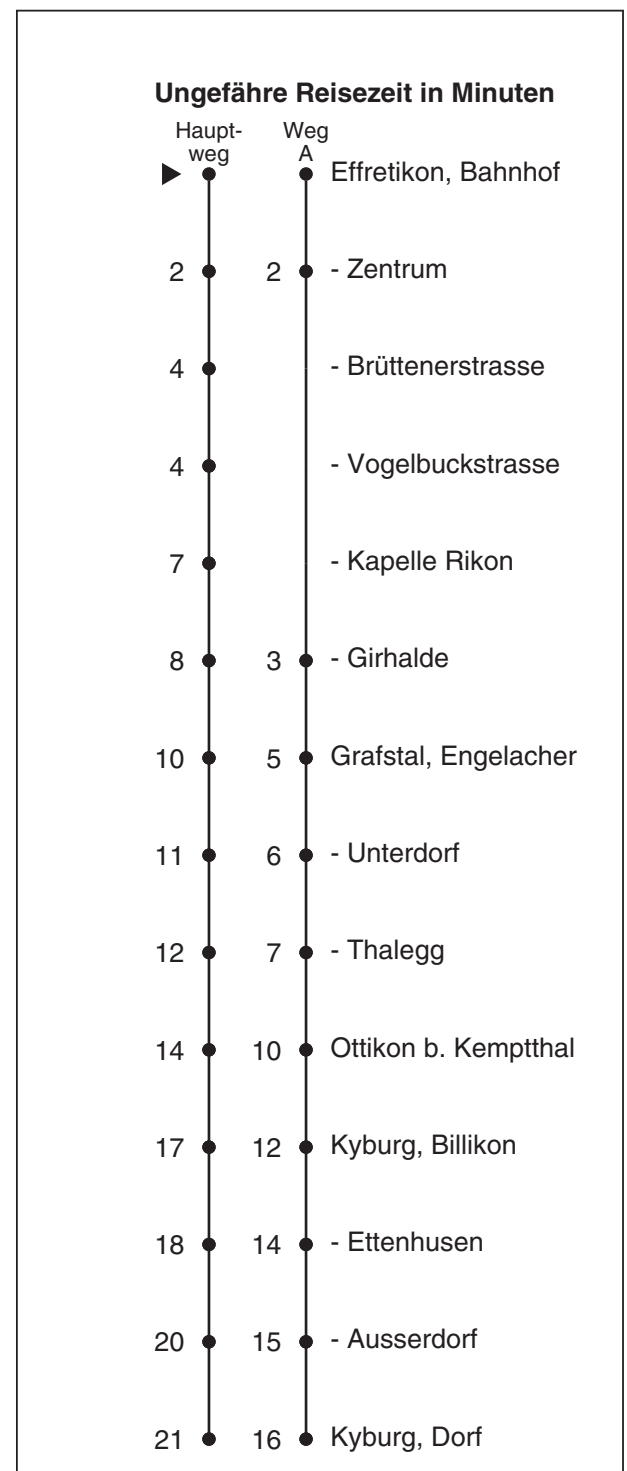 Ungefähre Reisezeit in Minuten
Haupt- Weg
weg A
Effretikon, Bahnhof
2 2 - Zentrum
4 - Brüttenerstrasse
4 - Vogelbuckstrasse
7 - Kapelle Rikon
8 3 - Girhalde
10 5 Grafstal, Engelacher
11 6 - Unterdorf
12 7 - Thalegg
14 10 Ottikon b. Kemptthal
17 12 Kyburg, Billikon
18 14 - Ettenhusen
20 15 - Ausserdorf
21 16 Kyburg, Dorf